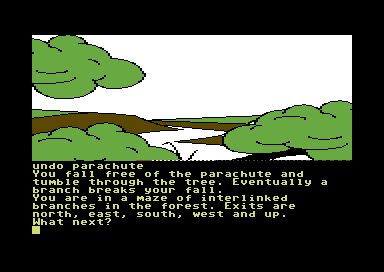 undo parachute
You fall free of the parachute and
tumble through the tree. Eventually a
branch breaks your fall.
You are in a maze of interlinked
branches in the forest. Exits are
north, east, south, west and up.
What next?